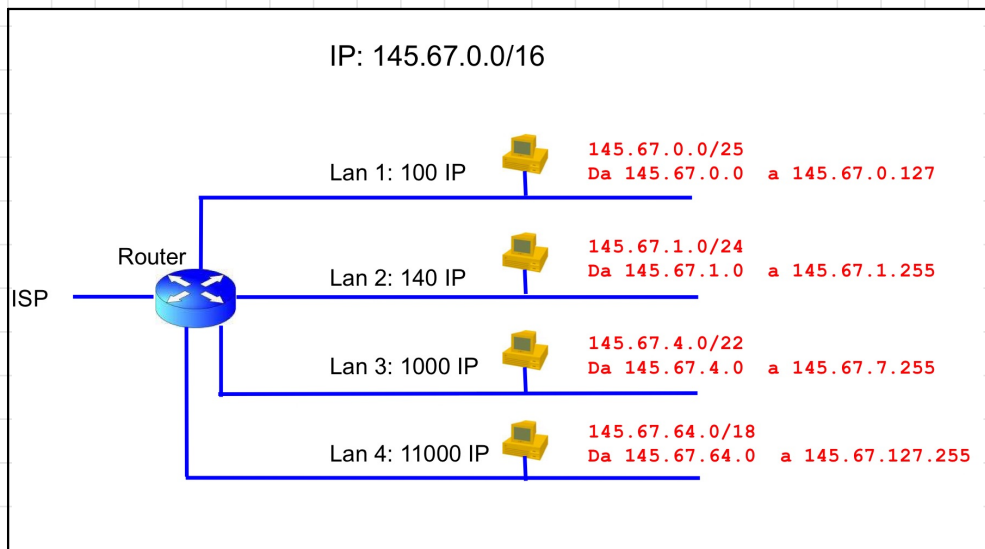 IP: 145.67.0.0/16
Lan 1: 100 IP
145.67.0.0/25
Da 145.67.0.0 a 145.67.0.127
Router
ISP
Lan 2: 140 IP
145.67.1.0/24
Da 145.67.1.0 a 145.67.1.255
Lan 3: 1000 IP
145.67.4.0/22
Da 145.67.4.0 a 145.67.7.255
Lan 4: 11000 IP
145.67.64.0/18
Da 145.67.64.0 a 145.67.127.255